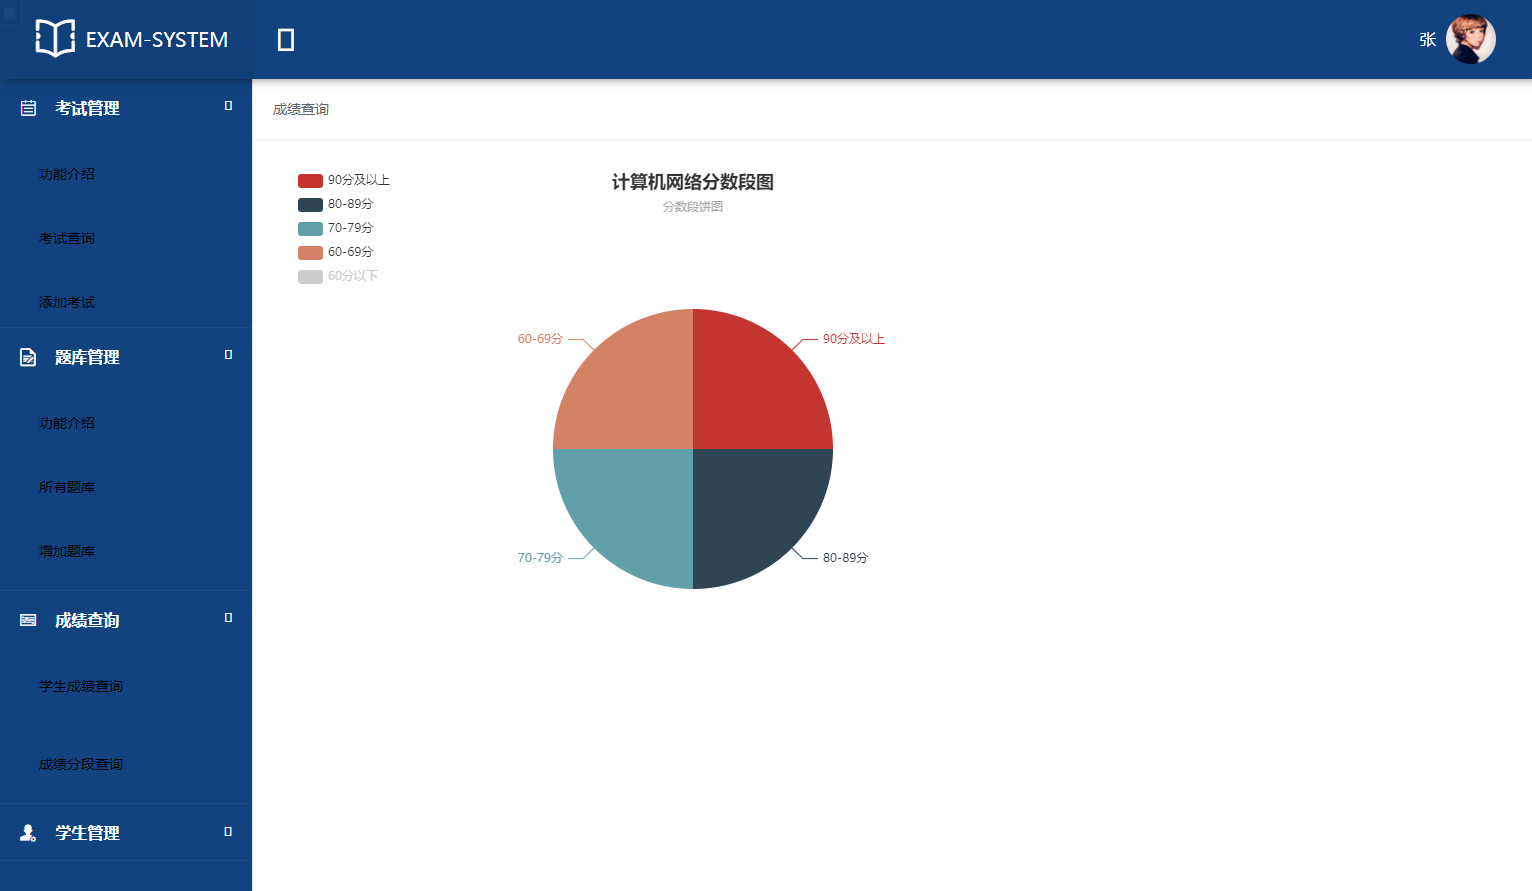 EXAM-SYSTEM
张
考试管理
功能介绍
考试查询
添加考试
题库管理
功能介绍
所有题库
增加题库
成绩查询
学生成绩查询
成绩分段查询
学生管理
成绩查询
90分及以上
80-89分
70-79分
60-69分
60分以下
计算机网络分数段图
分数段饼图
60-69分
90分及以上
70-79分
80-89分